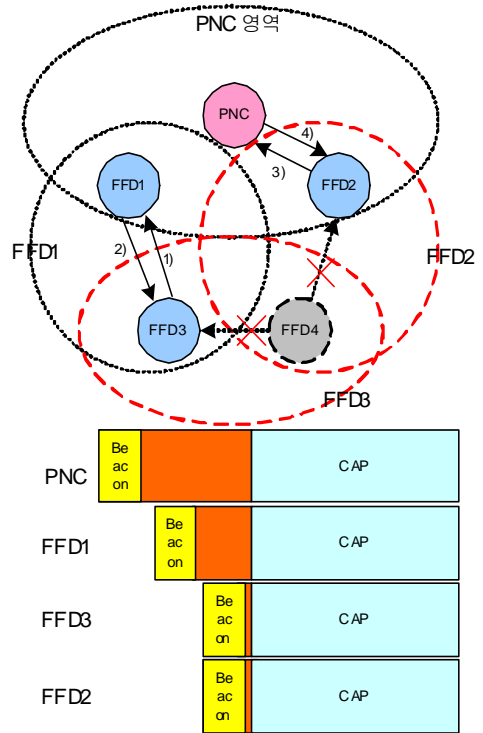 PNC 영역
PNC
4)
3)
FFD1
FFD2
FFD1
2)
1)
FFD2
FFD3
FFD4
FFD3
PNC
Be
ac
on
CAP
FFD1
Be
ac
on
CAP
FFD3
Be
ac
on
CAP
FFD2
Be
ac
on
CAP